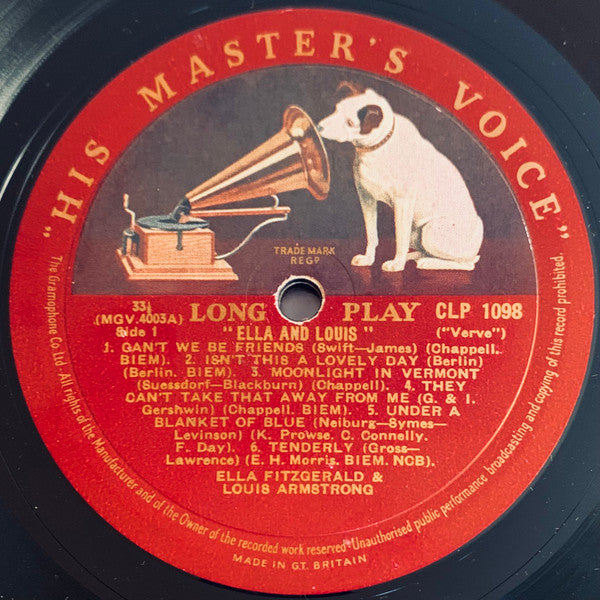 "HIS MASTER'S VOICE"
TRADE MARK
REGD
33⅓
(MGV.4003A) LONG PLAY CLP 1098
Side 1 "ELLA AND LOUIS" ("Verve")
1. CAN'T WE BE FRIENDS (Swift—James) (Chappell.
BIEM). 2. ISN'T THIS A LOVELY DAY (Berlin)
(Berlin. BIEM). 3. MOONLIGHT IN VERMONT
(Suessdorf—Blackburn) (Chappell). 4. THEY
CAN'T TAKE THAT AWAY FROM ME (G. & I.
Gershwin) (Chappell. BIEM). 5. UNDER A
BLANKET OF BLUE (Neiburg—Symes—
Levinson) (K. Prowse. C. Connelly.
F. Day). 6. TENDERLY (Gross—
Lawrence) (E. H. Morris. BIEM. NCB).
ELLA FITZGERALD &
LOUIS ARMSTRONG
The Gramophone Co Ltd. All rights of the Manufacturer and of the Owner of the recorded work reserved. Unauthorised public performance broadcasting and copying of this record prohibited.
MADE IN GT. BRITAIN